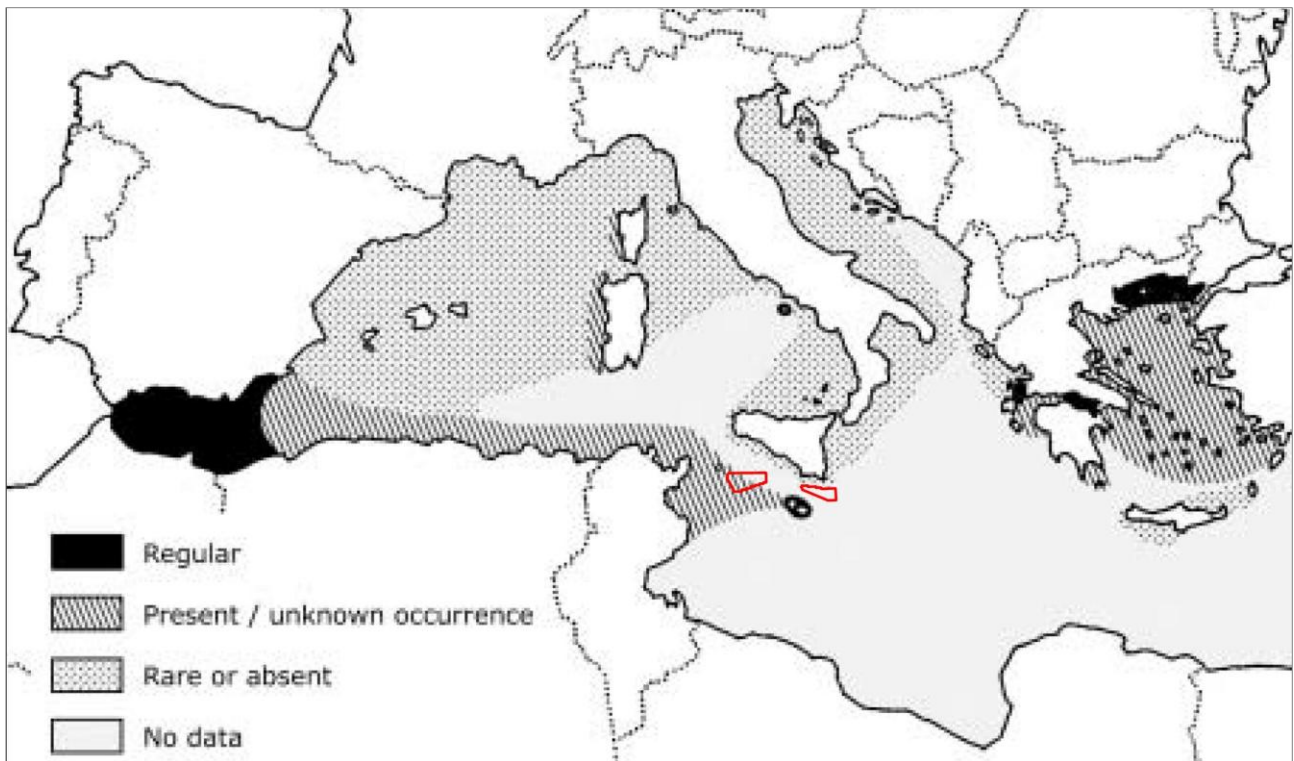 Regular
Present / unknown occurrence
Rare or absent
No data